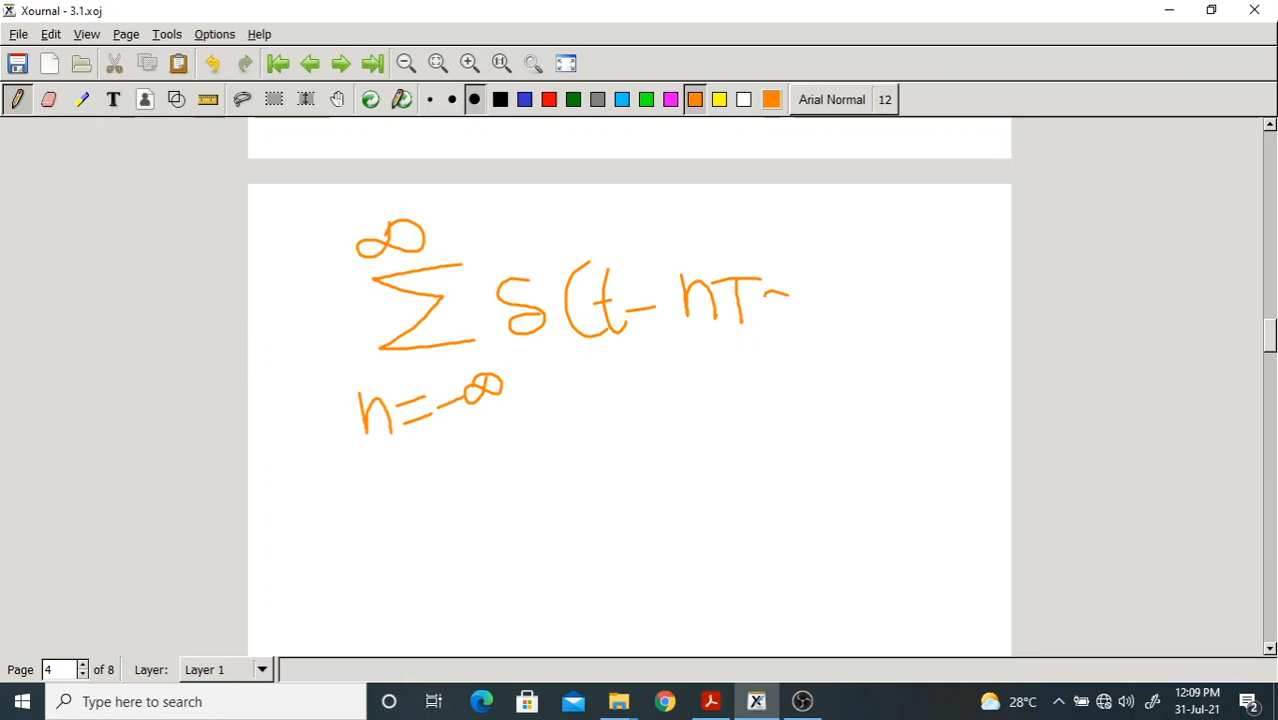 Xournal - 3.1.xoj
File Edit View Page Tools Options Help
Arial Normal 12
∞
∑ δ(t - nT
n=-∞
Page 4 of 8 Layer: Layer 1
Type here to search
28°C
12:09 PM
31-Jul-21
2